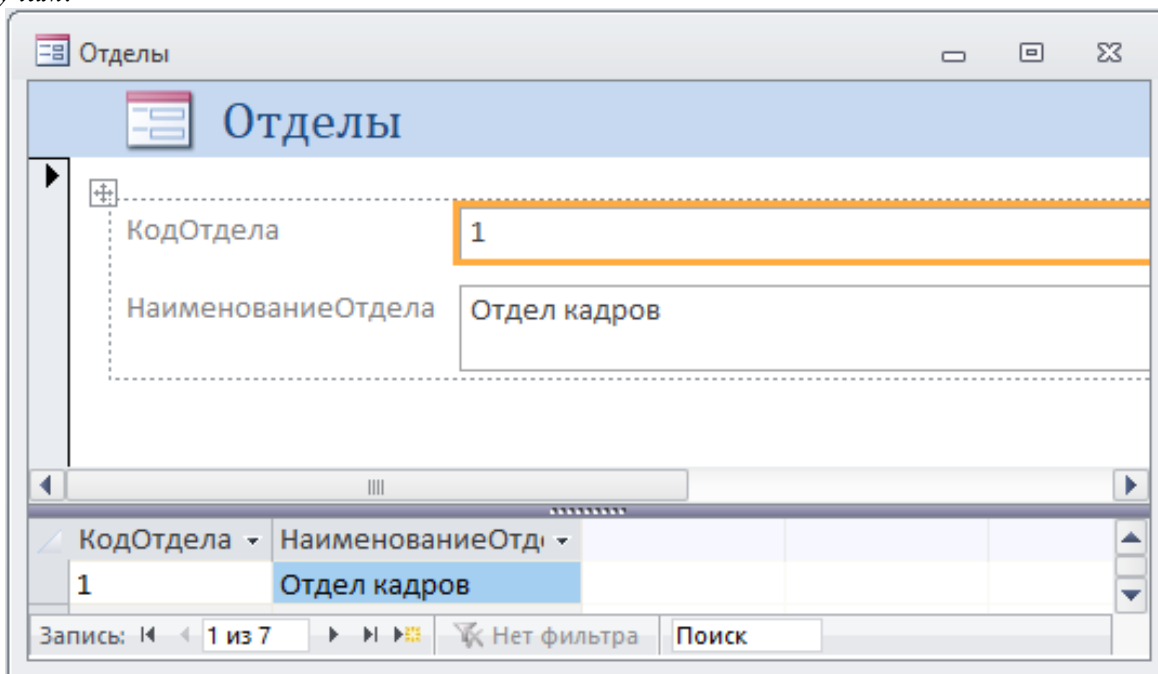 Отделы
Отделы
КодОтдела 1
НаименованиеОтдела Отдел кадров
КодОтдела НаименованиеОтд
1 Отдел кадров
Запись: 1 из 7 Нет фильтра Поиск